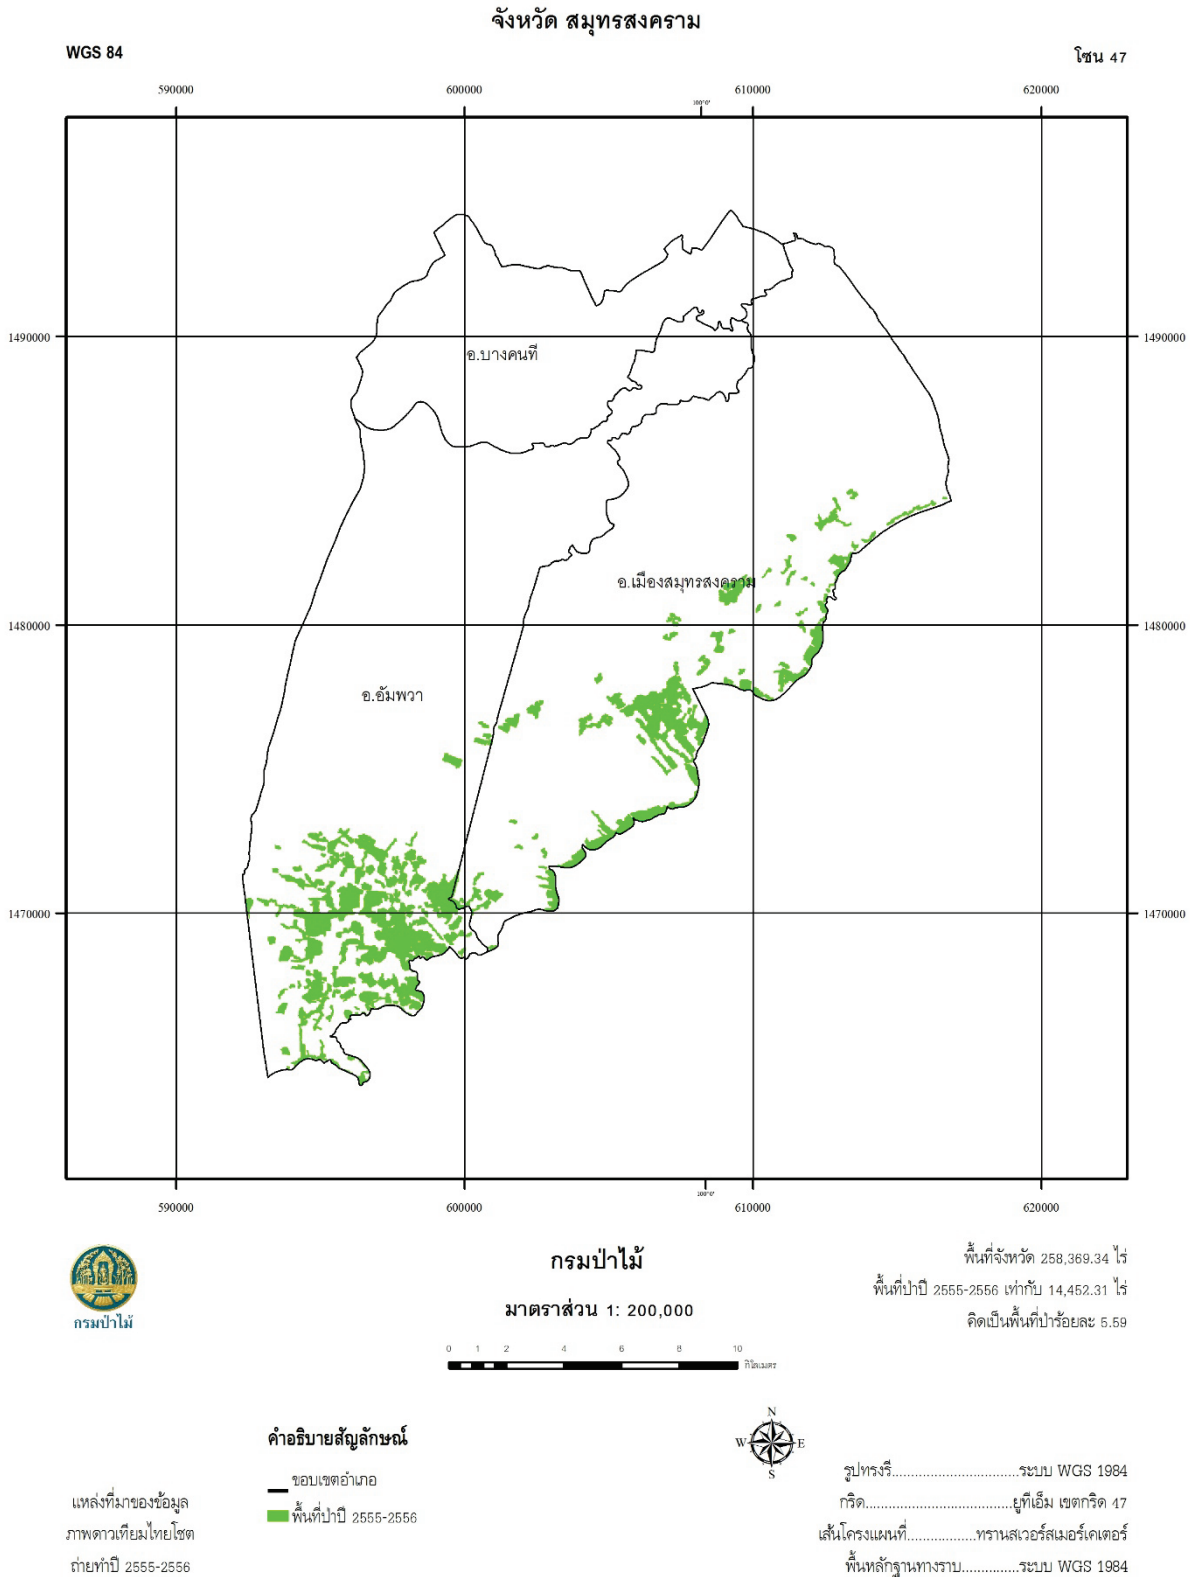 จังหวัด สมุทรสงคราม
WGS 84
โซน 47
590000
600000
100°0'
610000
620000
1490000
1490000
อ.บางคนที
อ.เมืองสมุทรสงคราม
1480000
1480000
อ.อัมพวา
1470000
1470000
590000
600000
100°0'
610000
620000
กรมป่าไม้
กรมป่าไม้
มาตราส่วน 1: 200,000
พื้นที่จังหวัด 258,369.34 ไร่
พื้นที่ป่าปี 2555-2556 เท่ากับ 14,452.31 ไร่
คิดเป็นพื้นที่ป่าร้อยละ 5.59
0 1 2 4 6 8 10
กิโลเมตร
คำอธิบายสัญลักษณ์
ขอบเขตอำเภอ
พื้นที่ป่าปี 2555-2556
แหล่งที่มาของข้อมูล
ภาพดาวเทียมไทยโชต
ถ่ายทำปี 2555-2556
N
W E
S
รูปทรงรี................................ระบบ WGS 1984
กริด.....................................ยูทีเอ็ม เขตกริด 47
เส้นโครงแผนที่.................ทรานสเวอร์สเมอร์เคเตอร์
พื้นหลักฐานทางราบ...............ระบบ WGS 1984